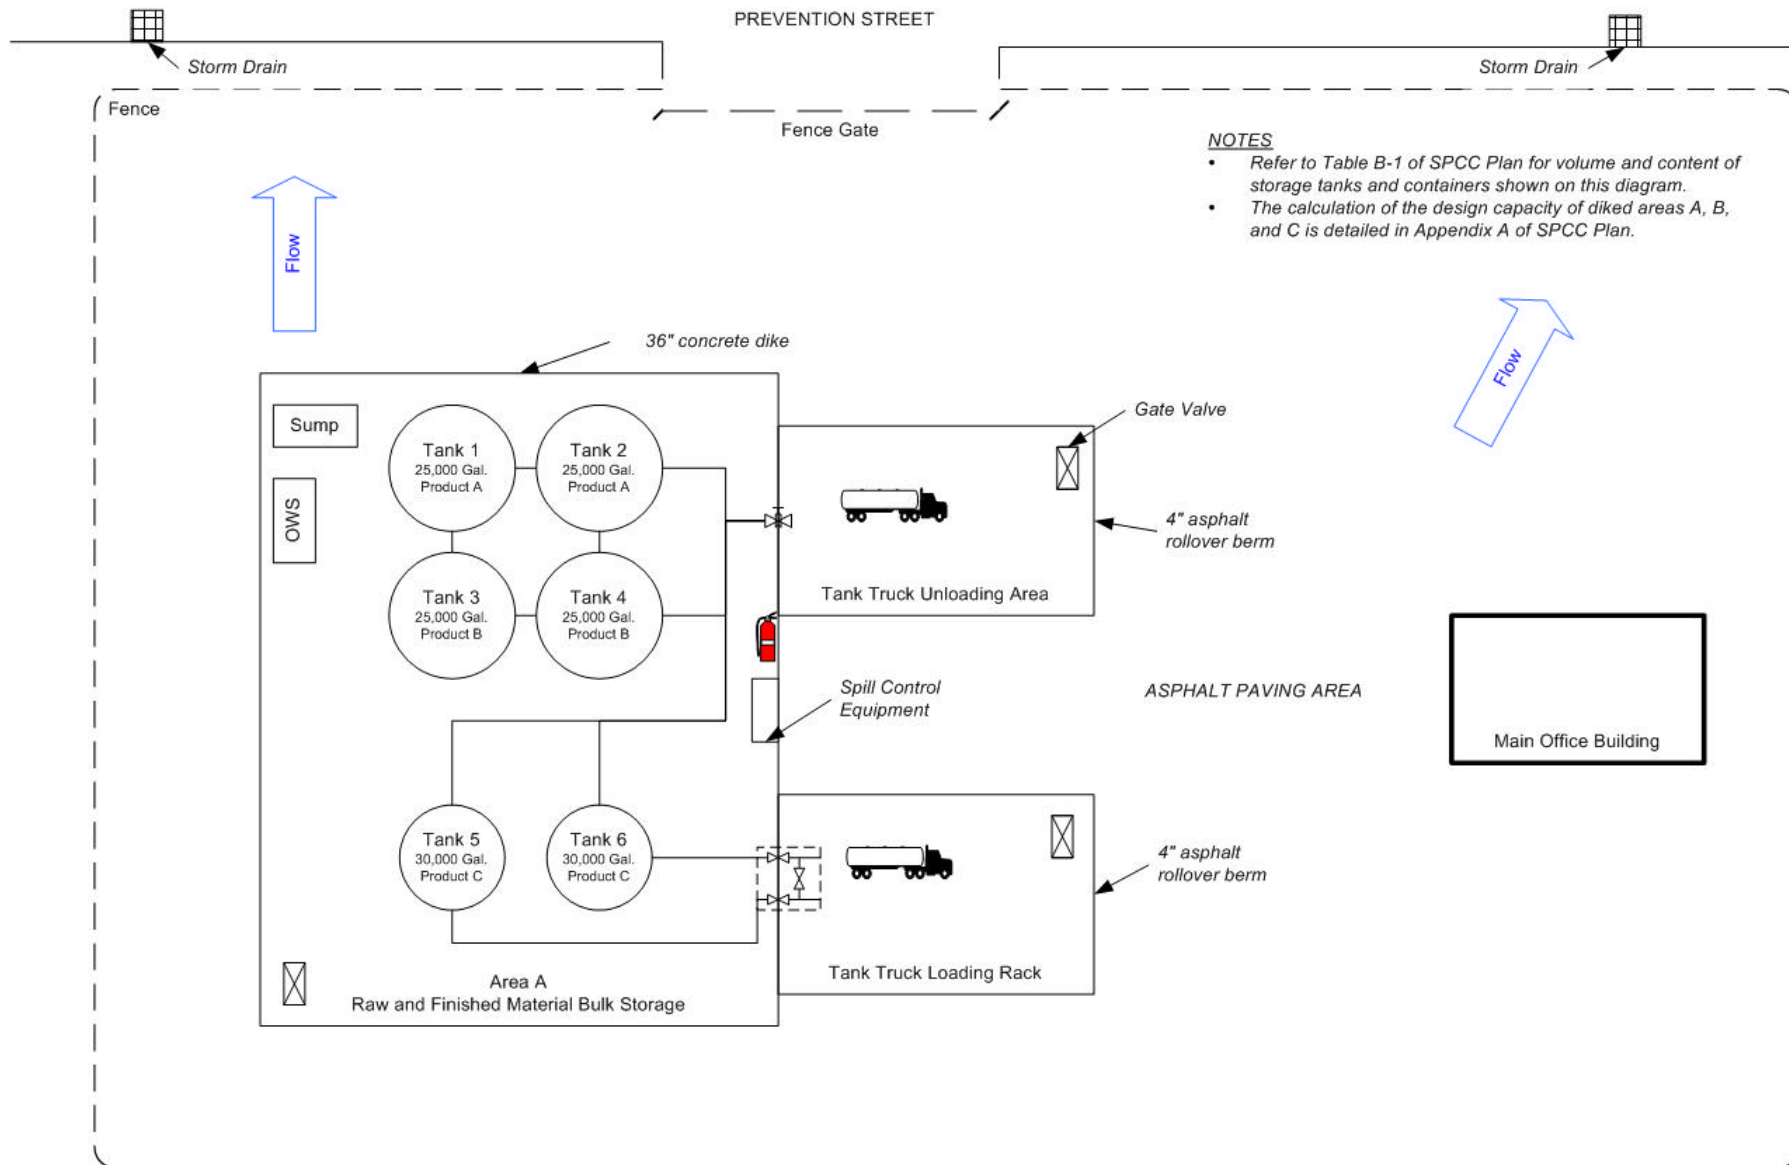 PREVENTION STREET
Storm Drain
Storm Drain
Fence
Fence Gate
NOTES
• Refer to Table B-1 of SPCC Plan for volume and content of
storage tanks and containers shown on this diagram.
• The calculation of the design capacity of diked areas A, B,
and C is detailed in Appendix A of SPCC Plan.
Flow
Flow
36" concrete dike
Gate Valve
Sump
OWS
Tank 1
25,000 Gal.
Product A
Tank 2
25,000 Gal.
Product A
4" asphalt
rollover berm
Tank 3
25,000 Gal.
Product B
Tank 4
25,000 Gal.
Product B
Tank Truck Unloading Area
Spill Control
Equipment
ASPHALT PAVING AREA
Main Office Building
Tank 5
30,000 Gal.
Product C
Tank 6
30,000 Gal.
Product C
4" asphalt
rollover berm
Tank Truck Loading Rack
Area A
Raw and Finished Material Bulk Storage